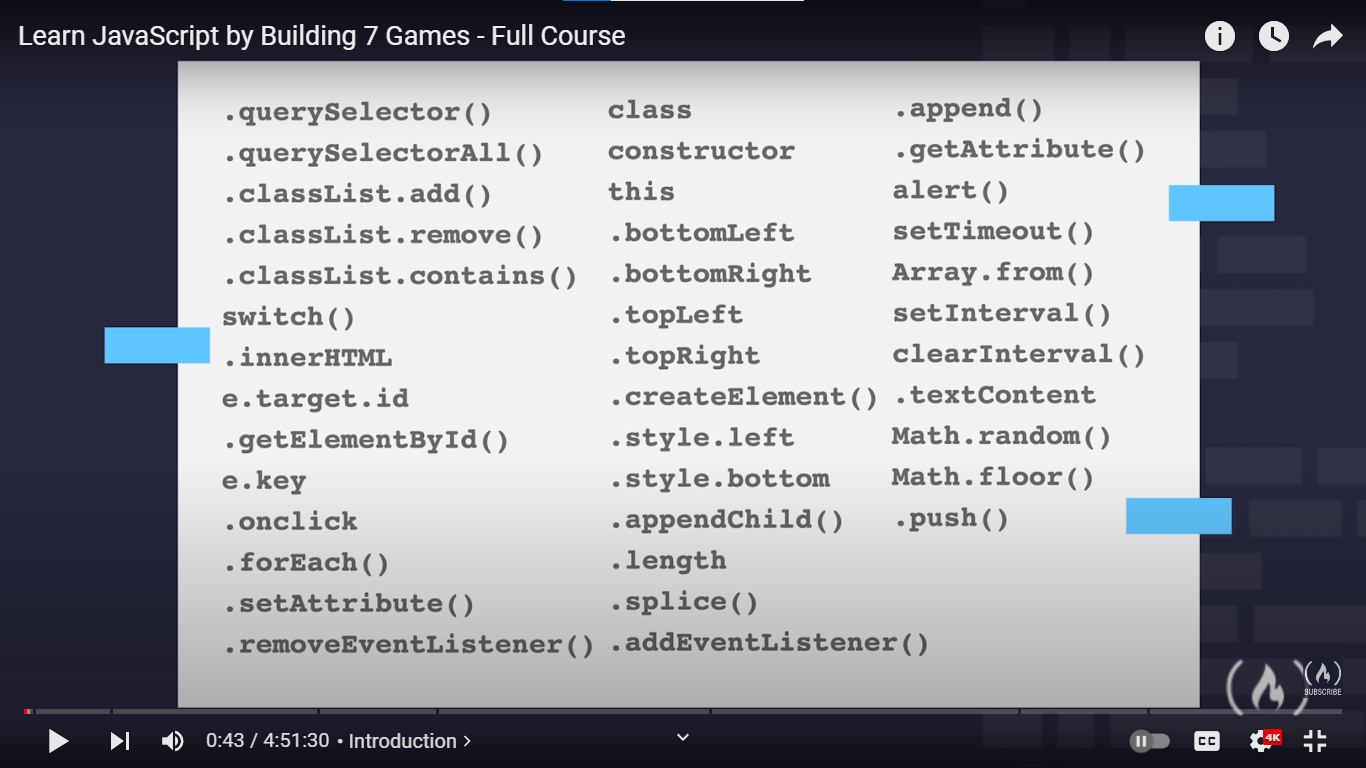 Learn JavaScript by Building 7 Games - Full Course
.querySelector()
.querySelectorAll()
.classList.add()
.classList.remove()
.classList.contains()
switch()
.innerHTML
e.target.id
.getElementById()
e.key
.onclick
.forEach()
.setAttribute()
.removeEventListener()
class
constructor
this
.bottomLeft
.bottomRight
.topLeft
.topRight
.createElement()
.style.left
.style.bottom
.appendChild()
.length
.splice()
.addEventListener()
.append()
.getAttribute()
alert()
setTimeout()
Array.from()
setInterval()
clearInterval()
.textContent
Math.random()
Math.floor()
.push()
SUBSCRIBE
0:43 / 4:51:30 • Introduction >
CC
4K